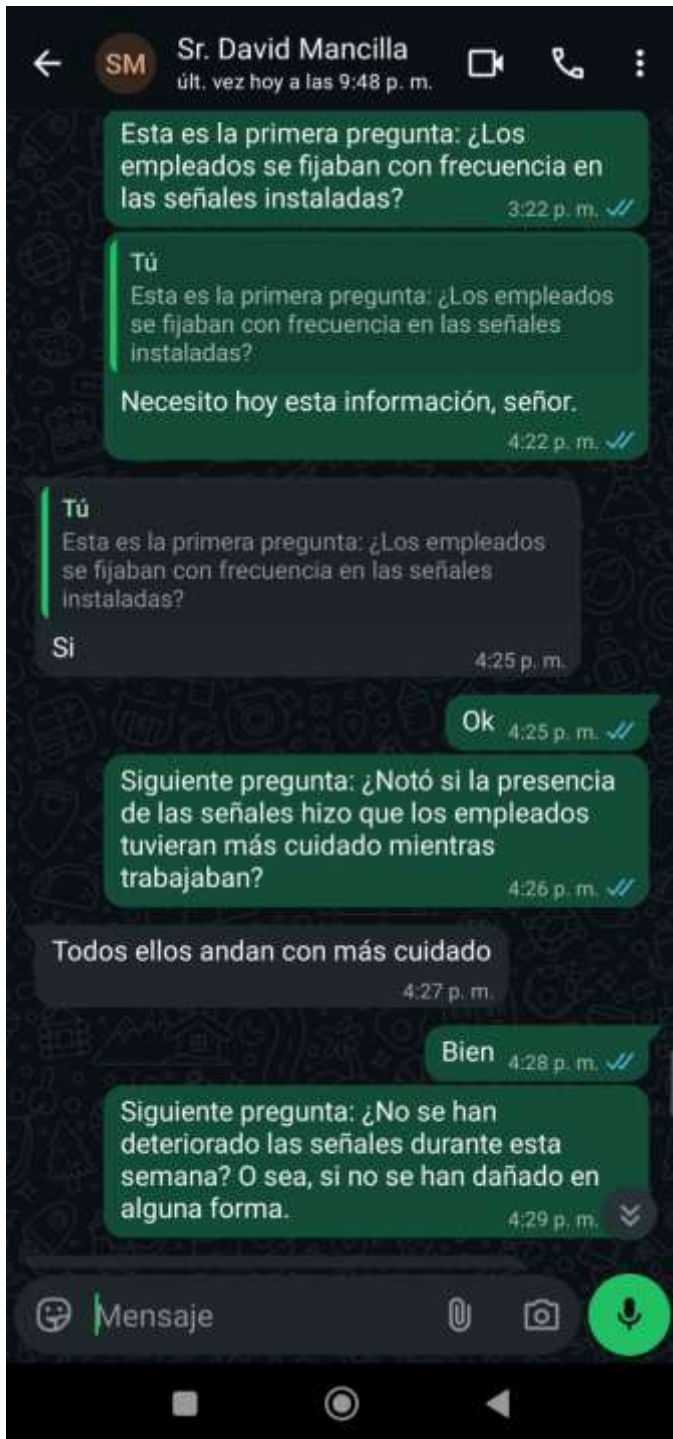 SM
Sr. David Mancilla
últ. vez hoy a las 9:48 p. m.
Esta es la primera pregunta: ¿Los
empleados se fijaban con frecuencia en
las señales instaladas?
3:22 p. m.
Tú
Esta es la primera pregunta: ¿Los empleados
se fijaban con frecuencia en las señales
instaladas?
Necesito hoy esta información, señor.
4:22 p. m.
Tú
Esta es la primera pregunta: ¿Los empleados
se fijaban con frecuencia en las señales
instaladas?
Si
4:25 p. m.
Ok 4:25 p. m.
Siguiente pregunta: ¿Notó si la presencia
de las señales hizo que los empleados
tuvieran más cuidado mientras
trabajaban?
4:26 p. m.
Todos ellos andan con más cuidado
4:27 p. m.
Bien 4:28 p. m.
Siguiente pregunta: ¿No se han
deteriorado las señales durante esta
semana? O sea, si no se han dañado en
alguna forma.
4:29 p. m.
Mensaje